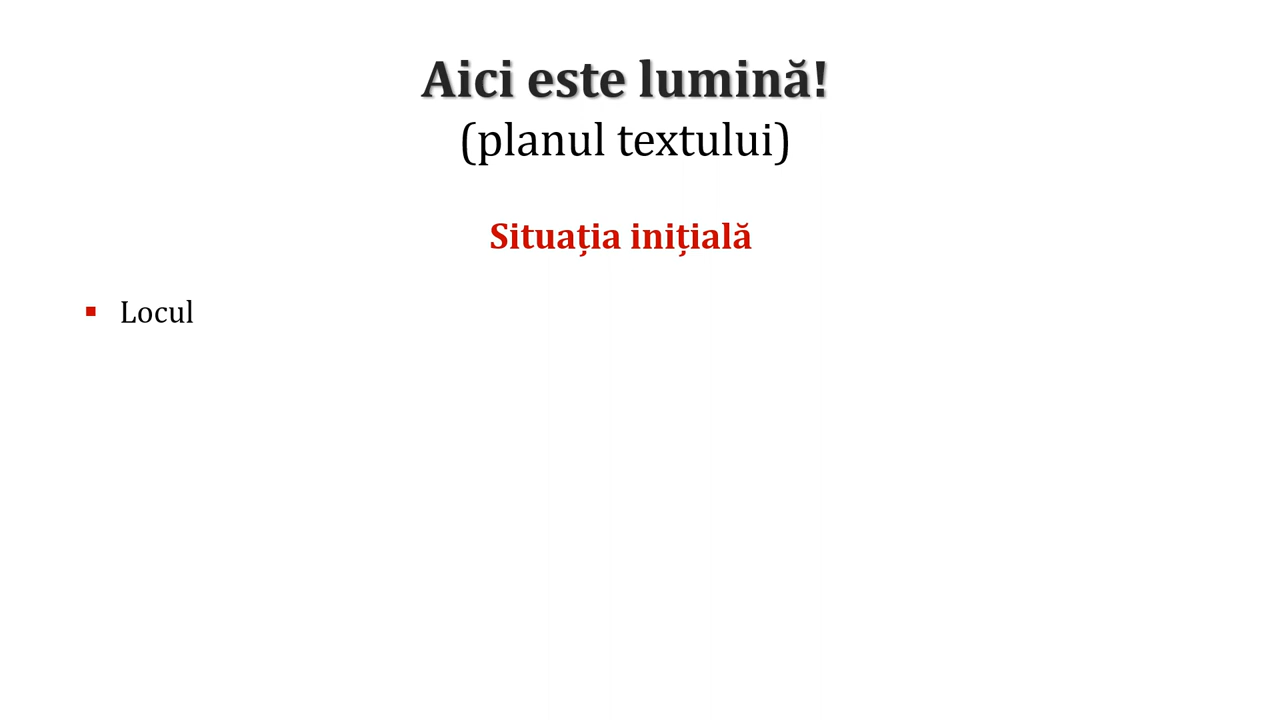 Aici este lumină!
(planul textului)
Situația inițială
▪ Locul